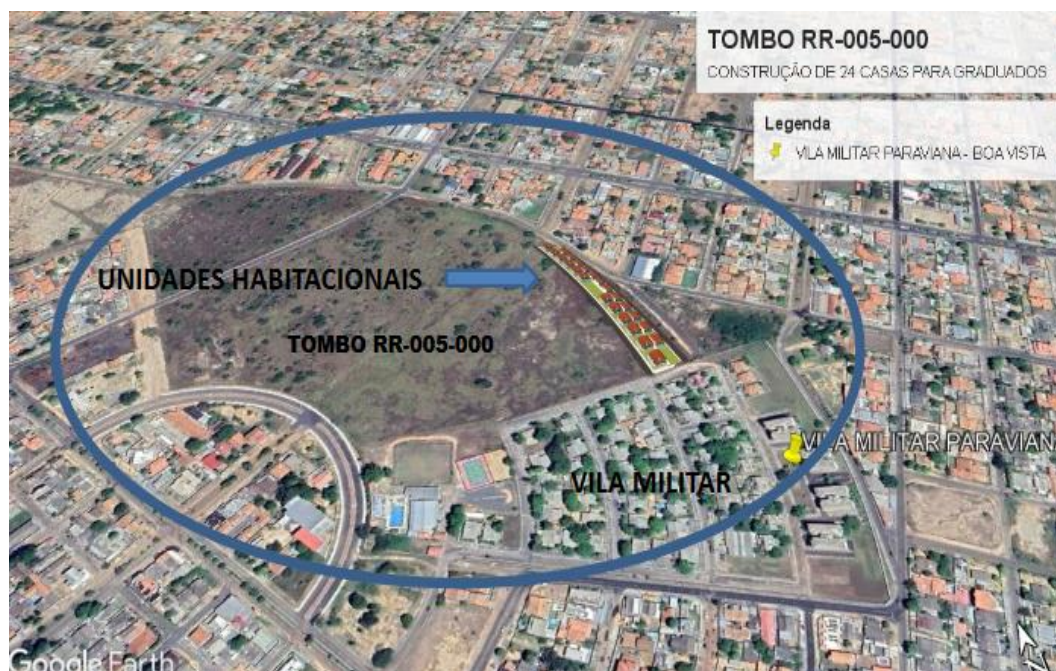 TOMBO RR-005-000
CONSTRUÇÃO DE 24 CASAS PARA GRADUADOS
Legenda
VILA MILITAR PARAVIANA - BOA VISTA
UNIDADES HABITACIONAIS
TOMBO RR-005-000
VILA MILITAR PARAVIAN
VILA MILITAR
Google Earth
N